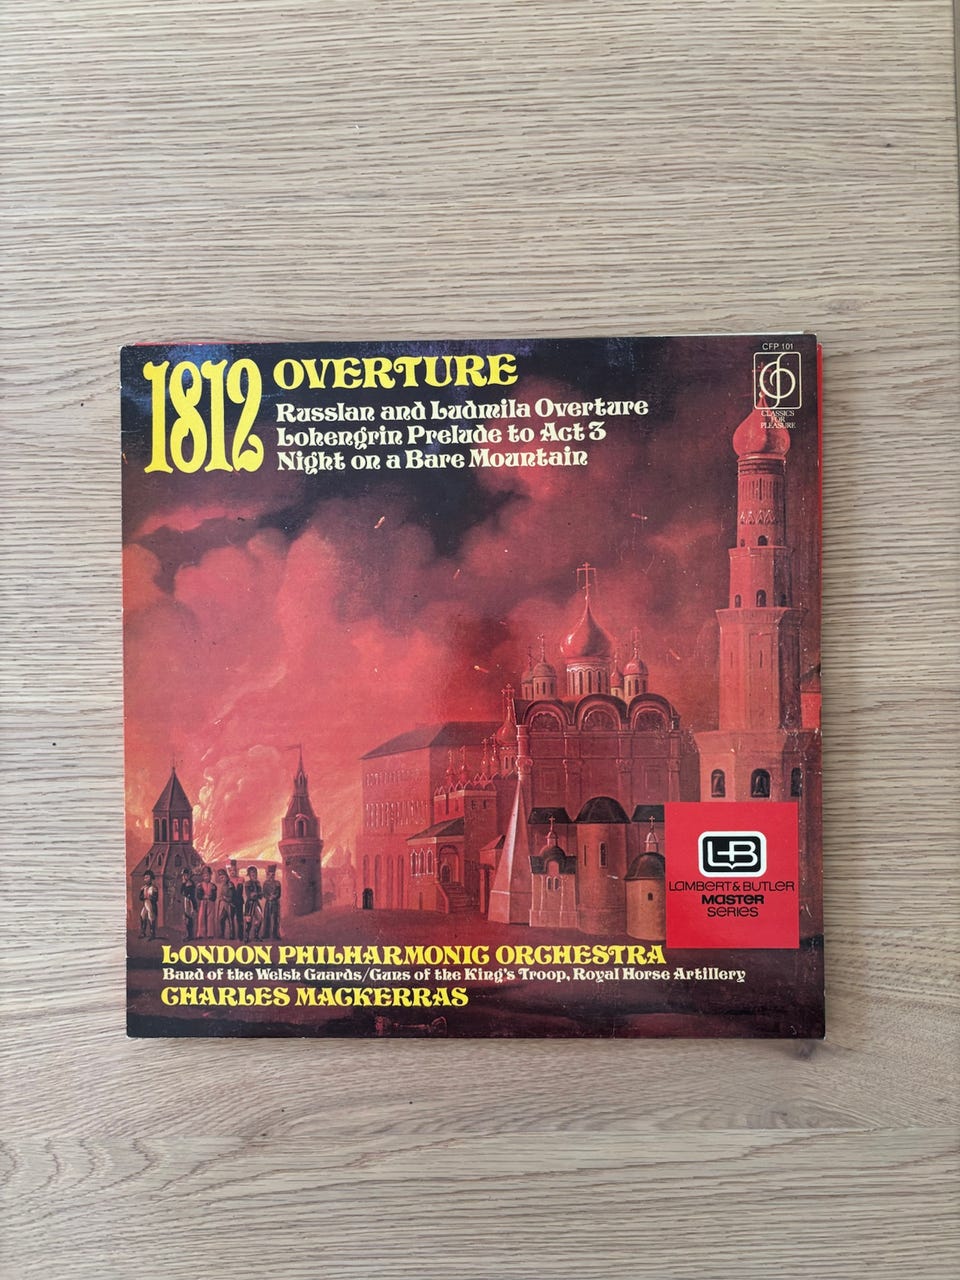 CFP 101
1812 OVERTURE
Russlan and Ludmila Overture
Lohengrin Prelude to Act 3
Night on a Bare Mountain
CLASSICS
FOR
PLEASURE
LB
LAMBERT & BUTLER
MASTER
SERIES
LONDON PHILHARMONIC ORCHESTRA
Band of the Welsh Guards/Guns of the King's Troop, Royal Horse Artillery
CHARLES MACKERRAS